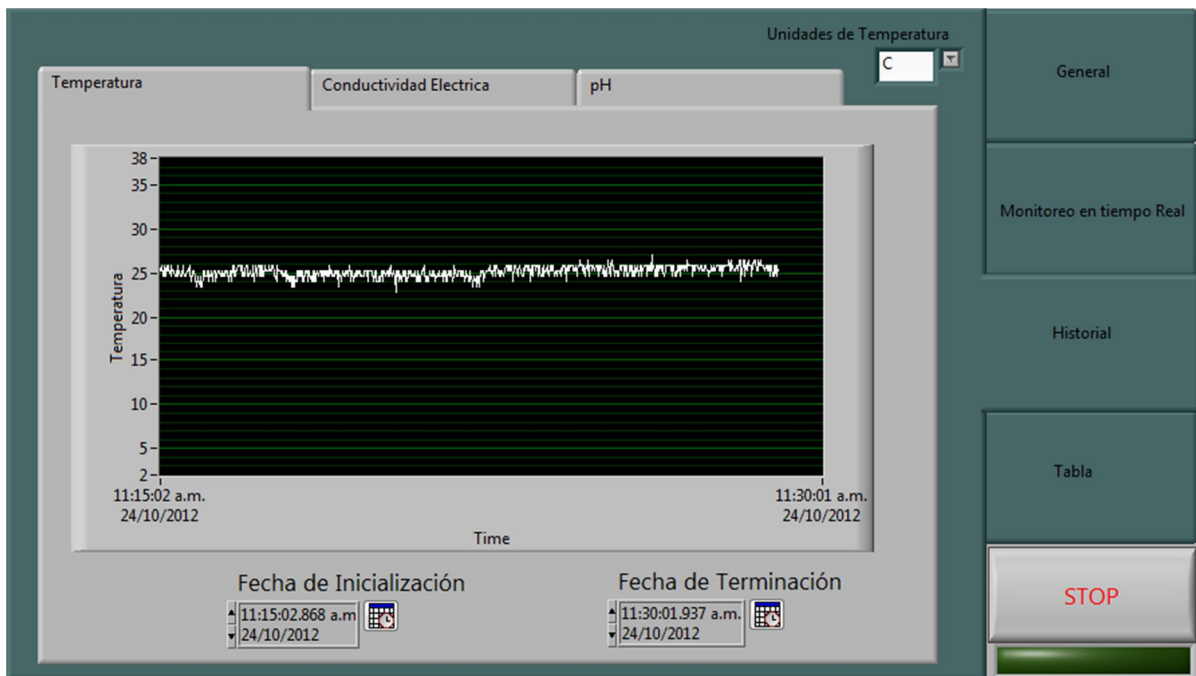 Unidades de Temperatura
C
Temperatura
Conductividad Electrica
pH
38
35
30
25
20
15
10
5
2
Temperatura
11:15:02 a.m.
24/10/2012
11:30:01 a.m.
24/10/2012
Time
Fecha de Inicialización
11:15:02.868 a.m
24/10/2012
Fecha de Terminación
11:30:01.937 a.m.
24/10/2012
General
Monitoreo en tiempo Real
Historial
Tabla
STOP